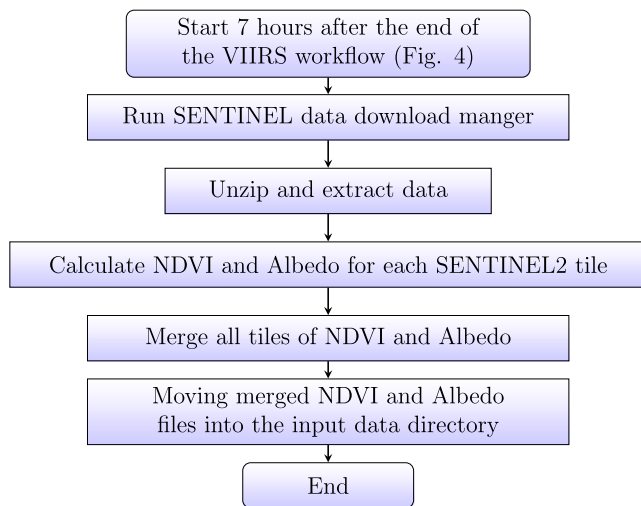 Start 7 hours after the end of
the VIIRS workflow (Fig. 4)
Run SENTINEL data download manger
Unzip and extract data
Calculate NDVI and Albedo for each SENTINEL2 tile
Merge all tiles of NDVI and Albedo
Moving merged NDVI and Albedo
files into the input data directory
End